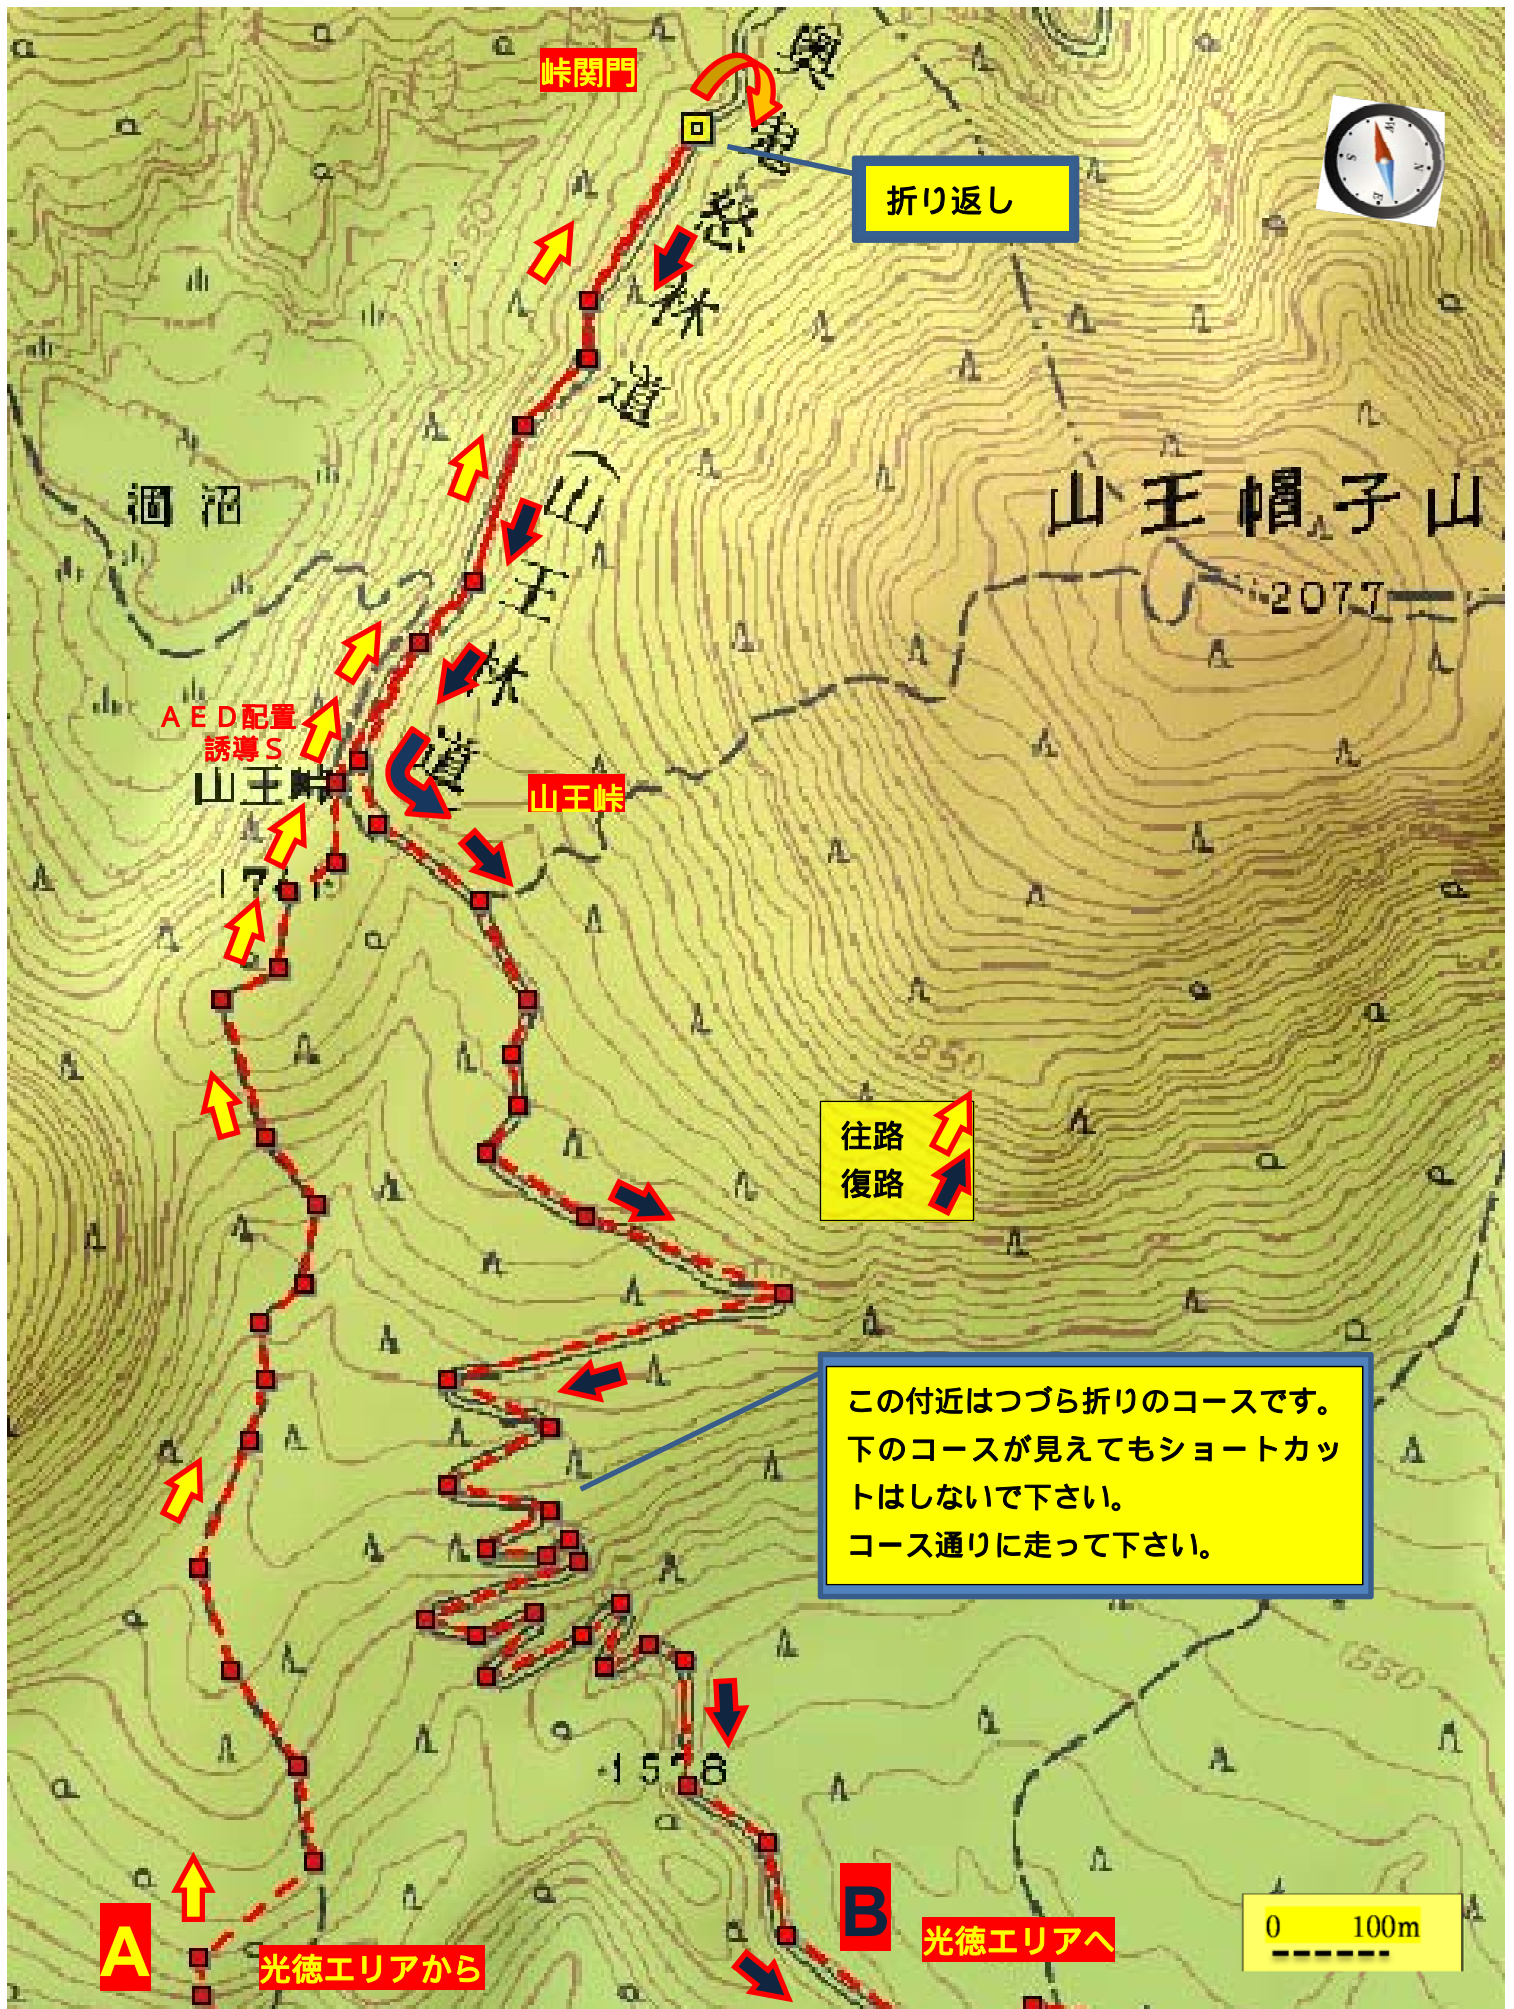 峠関門
奥
鬼
怒
林
道
(山
王
林
道
折り返し
涸沼
山王帽子山
2077
AED配置
誘導S
山王峠
山王峠
1850
往路
復路
この付近はつづら折りのコースです。
下のコースが見えてもショートカッ
トはしないで下さい。
コース通りに走って下さい。
1650
1578
A
光徳エリアから
B
光徳エリアへ
0 100m